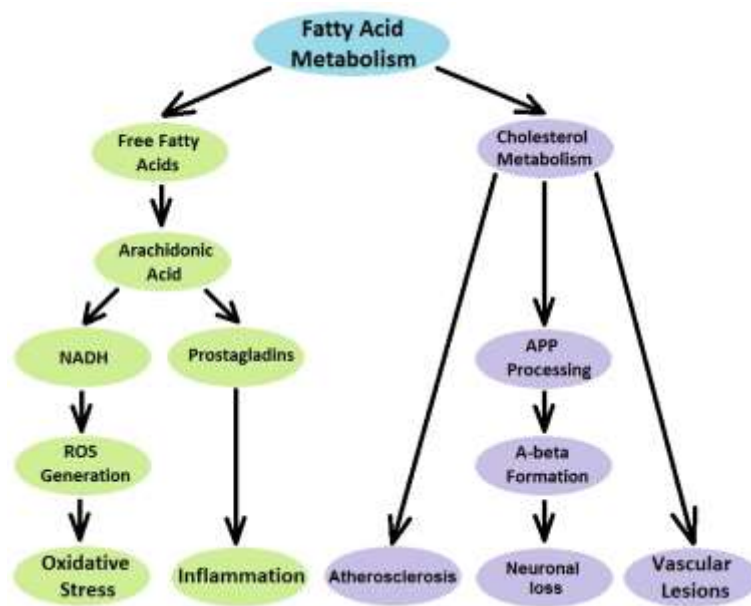 Fatty Acid
Metabolism
Free Fatty
Acids
Cholesterol
Metabolism
Arachidonic
Acid
NADH
Prostagladins
APP
Processing
ROS
Generation
A-beta
Formation
Oxidative
Stress
Inflammation
Atherosclerosis
Neuronal
loss
Vascular
Lesions